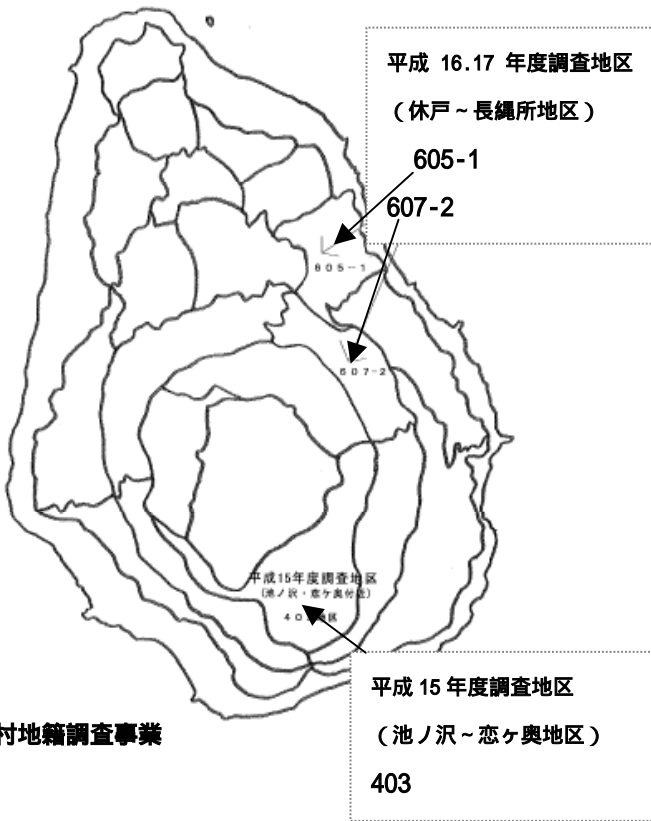 平成 16.17 年度調査地区
(休戸~長縄所地区)
605-1
607-2
605-1
607-2
平成15年度調査地区
(池ノ沢・恋ケ奥付近)
平成 15 年度調査地区
(池ノ沢~恋ヶ奥地区)
403
村地籍調査事業